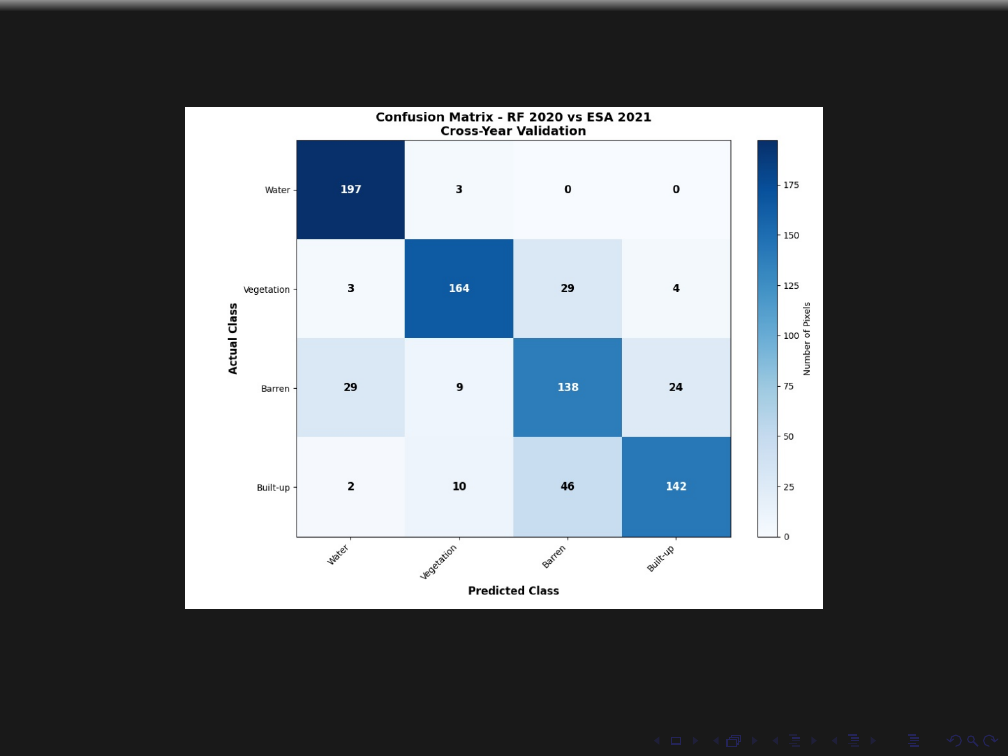 Confusion Matrix - RF 2020 vs ESA 2021
Cross-Year Validation
Actual Class
Water
197
3
0
0
Vegetation
3
164
29
4
Barren
29
9
138
24
Built-up
2
10
46
142
Water
Vegetation
Barren
Built-up
Predicted Class
175
150
125
100
75
50
25
0
Number of Pixels